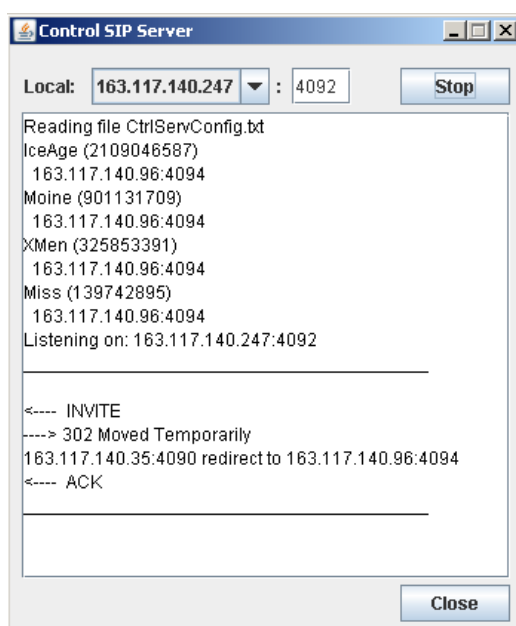 Control SIP Server
Local: 163.117.140.247 : 4092 Stop
Reading file CtrlServConfig.txt
IceAge (2109046587)
163.117.140.96:4094
Moine (901131709)
163.117.140.96:4094
XMen (325853391)
163.117.140.96:4094
Miss (139742895)
163.117.140.96:4094
Listening on: 163.117.140.247:4092
<---- INVITE
----> 302 Moved Temporarily
163.117.140.35:4090 redirect to 163.117.140.96:4094
<---- ACK
Close